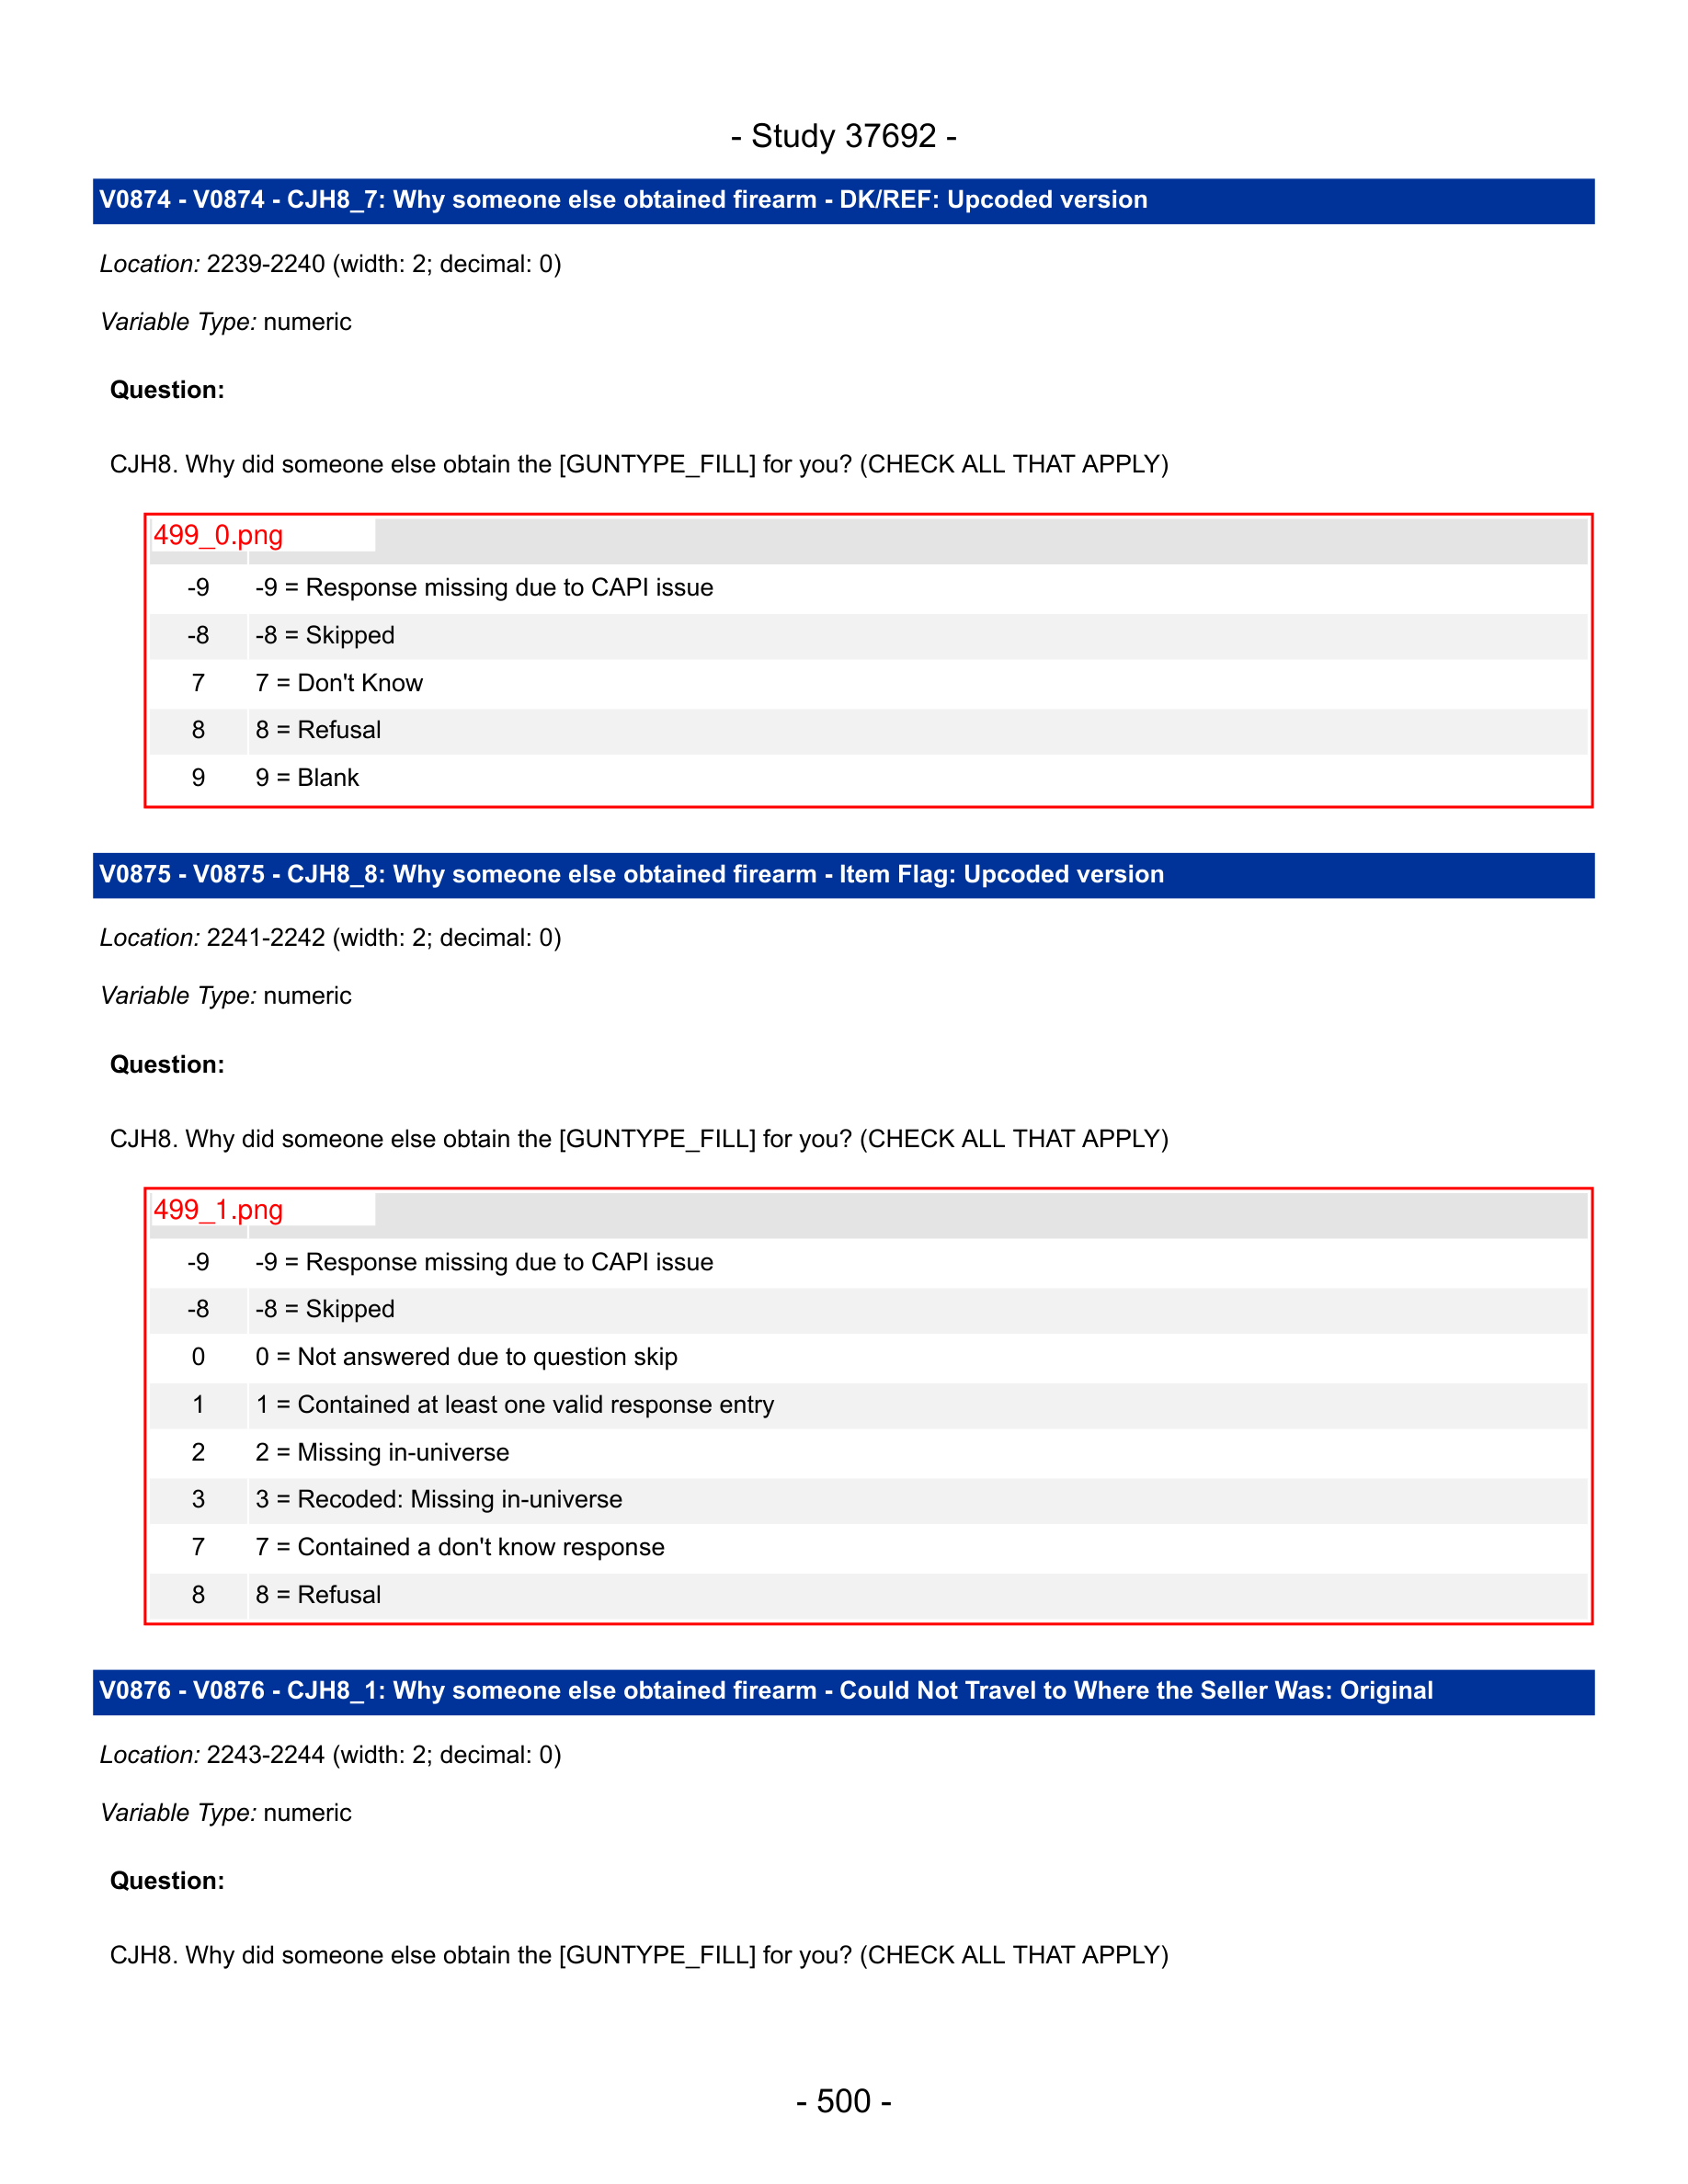 - Study 37692 -
V0874 - V0874 - CJH8_7: Why someone else obtained firearm - DK/REF: Upcoded version
Location: 2239-2240 (width: 2; decimal: 0)
Variable Type: numeric
Question:
CJH8. Why did someone else obtain the [GUNTYPE_FILL] for you? (CHECK ALL THAT APPLY)
499_0.png
-9 -9 = Response missing due to CAPI issue
-8 -8 = Skipped
7 7 = Don't Know
8 8 = Refusal
9 9 = Blank
V0875 - V0875 - CJH8_8: Why someone else obtained firearm - Item Flag: Upcoded version
Location: 2241-2242 (width: 2; decimal: 0)
Variable Type: numeric
Question:
CJH8. Why did someone else obtain the [GUNTYPE_FILL] for you? (CHECK ALL THAT APPLY)
499_1.png
-9 -9 = Response missing due to CAPI issue
-8 -8 = Skipped
0 0 = Not answered due to question skip
1 1 = Contained at least one valid response entry
2 2 = Missing in-universe
3 3 = Recoded: Missing in-universe
7 7 = Contained a don't know response
8 8 = Refusal
V0876 - V0876 - CJH8_1: Why someone else obtained firearm - Could Not Travel to Where the Seller Was: Original
Location: 2243-2244 (width: 2; decimal: 0)
Variable Type: numeric
Question:
CJH8. Why did someone else obtain the [GUNTYPE_FILL] for you? (CHECK ALL THAT APPLY)
- 500 -